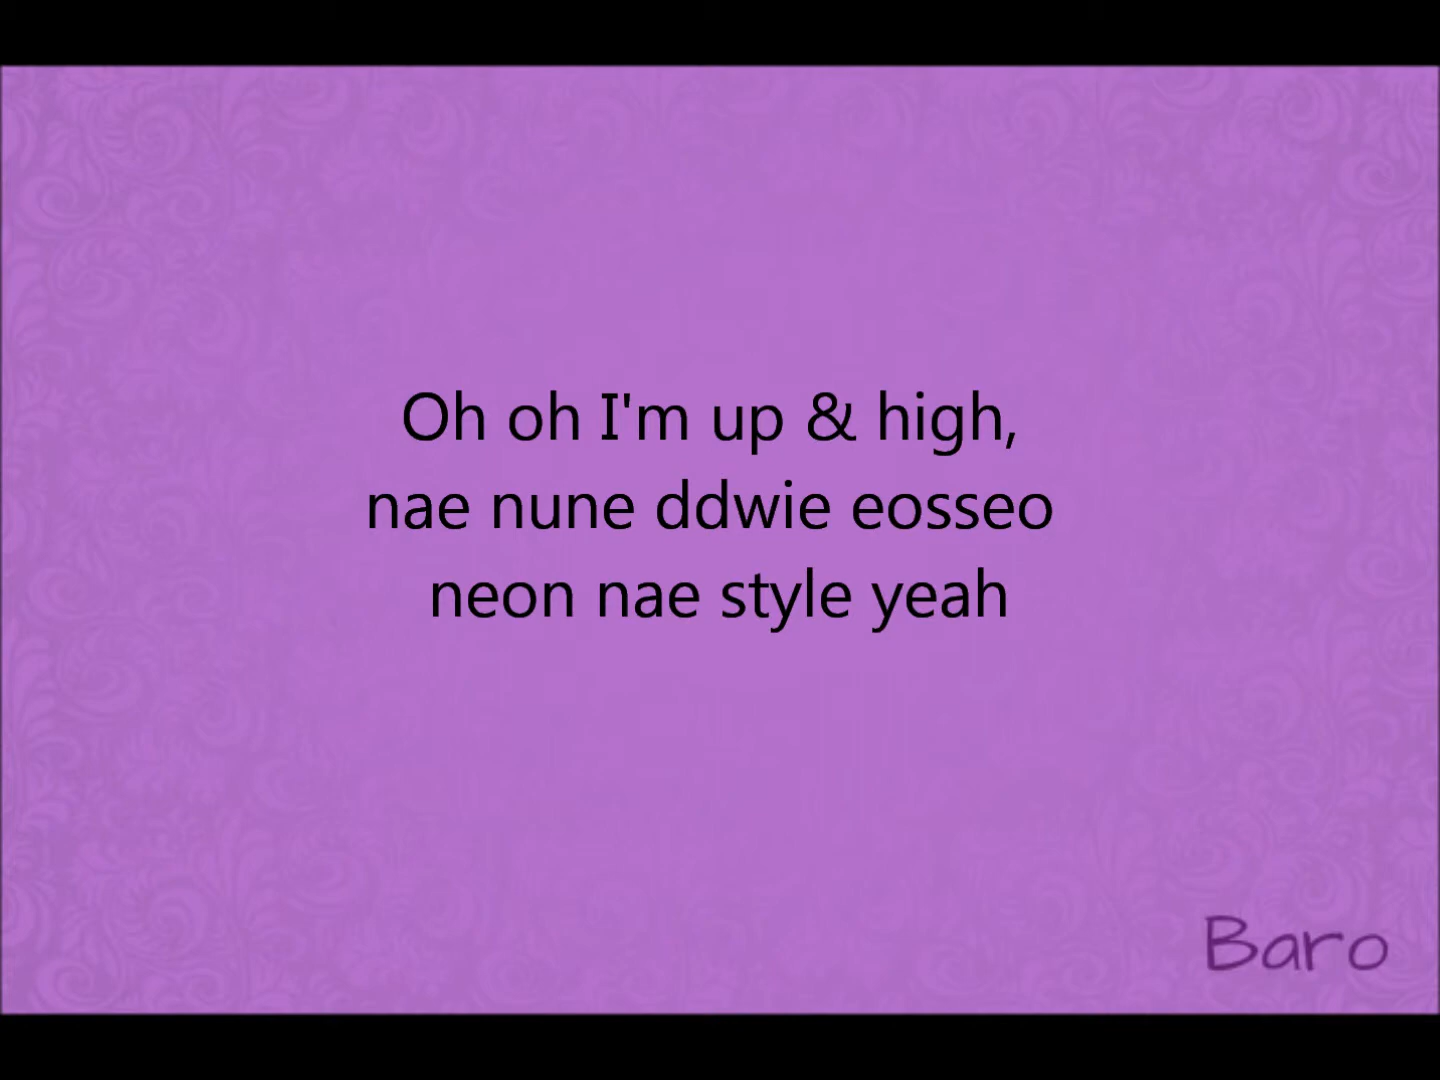 Oh oh I'm up & high,
nae nune ddwie eosseo
neon nae style yeah
Baro